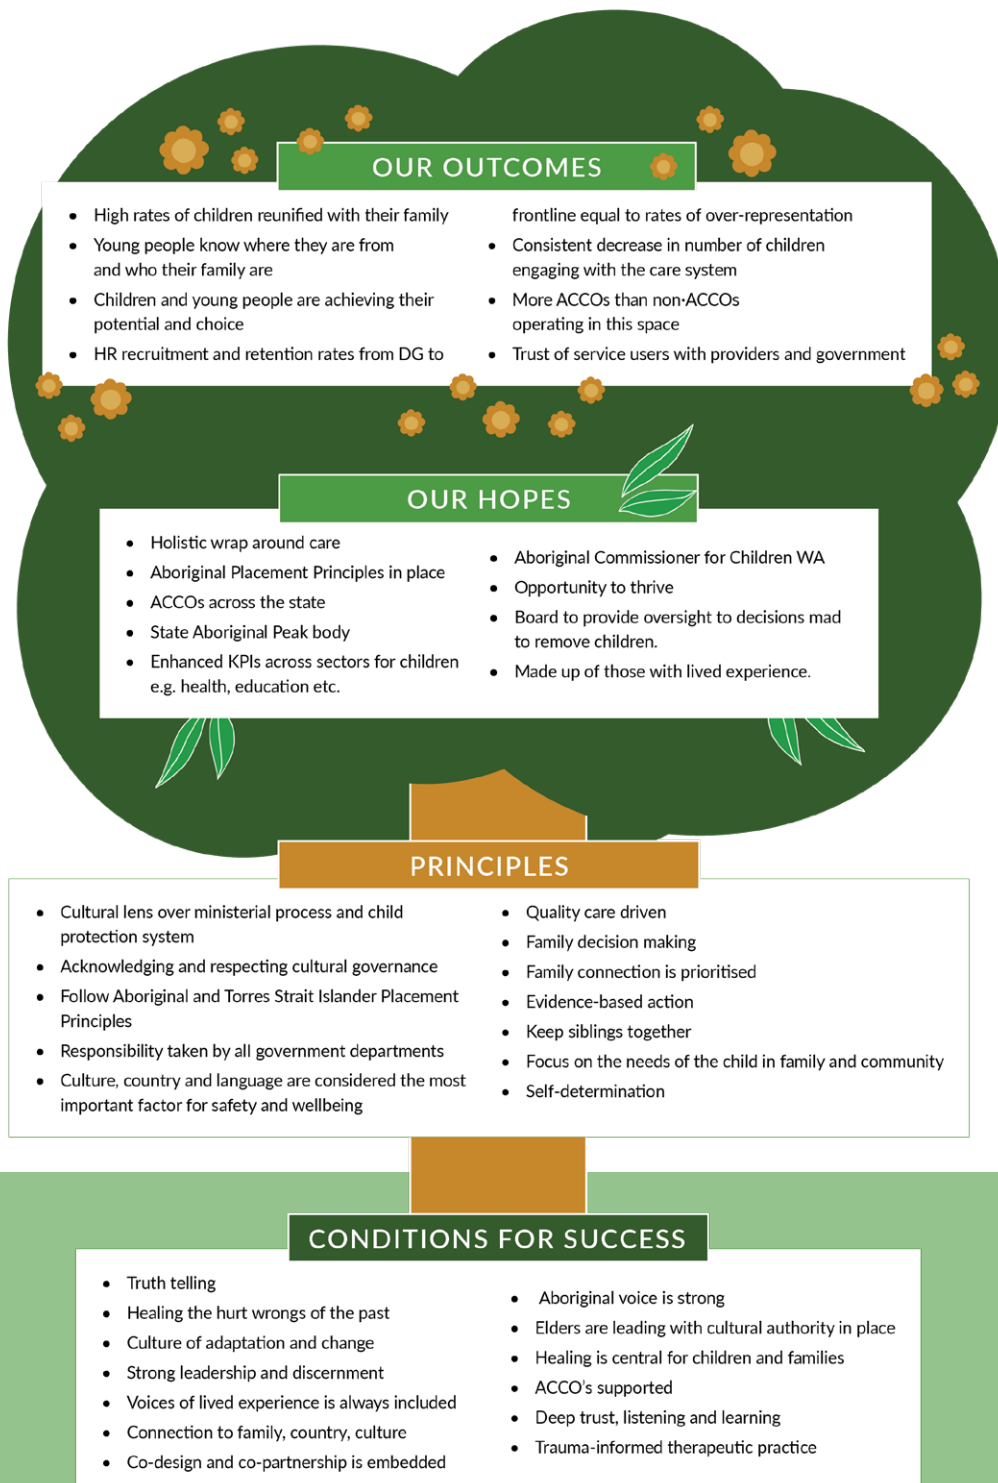 OUR OUTCOMES
• High rates of children reunified with their family
• Young people know where they are from
and who their family are
• Children and young people are achieving their
potential and choice
• HR recruitment and retention rates from DG to
frontline equal to rates of over-representation
• Consistent decrease in number of children
engaging with the care system
• More ACCOs than non-ACCOs
operating in this space
• Trust of service users with providers and government
OUR HOPES
• Holistic wrap around care
• Aboriginal Placement Principles in place
• ACCOs across the state
• State Aboriginal Peak body
• Enhanced KPIs across sectors for children
e.g. health, education etc.
• Aboriginal Commissioner for Children WA
• Opportunity to thrive
• Board to provide oversight to decisions mad
to remove children.
• Made up of those with lived experience.
PRINCIPLES
• Cultural lens over ministerial process and child
protection system
• Acknowledging and respecting cultural governance
• Follow Aboriginal and Torres Strait Islander Placement
Principles
• Responsibility taken by all government departments
• Culture, country and language are considered the most
important factor for safety and wellbeing
• Quality care driven
• Family decision making
• Family connection is prioritised
• Evidence-based action
• Keep siblings together
• Focus on the needs of the child in family and community
• Self-determination
CONDITIONS FOR SUCCESS
• Truth telling
• Healing the hurt wrongs of the past
• Culture of adaptation and change
• Strong leadership and discernment
• Voices of lived experience is always included
• Connection to family, country, culture
• Co-design and co-partnership is embedded
• Aboriginal voice is strong
• Elders are leading with cultural authority in place
• Healing is central for children and families
• ACCO's supported
• Deep trust, listening and learning
• Trauma-informed therapeutic practice